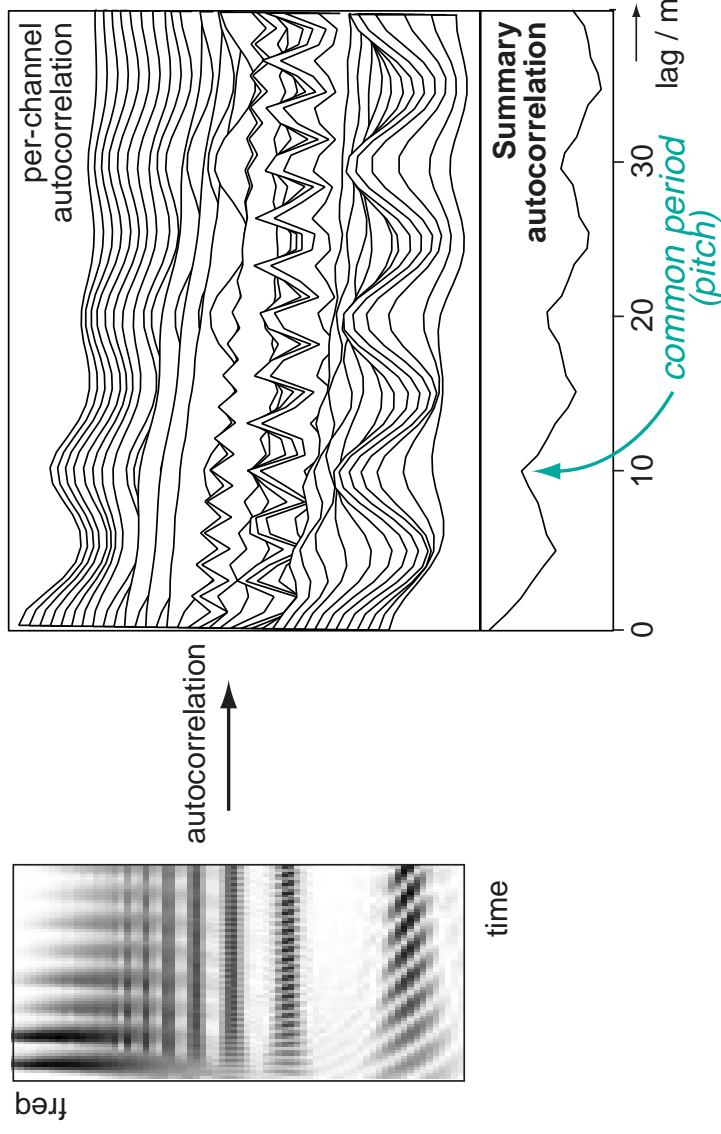 freq
time
autocorrelation
per-channel
autocorrelation
Summary
autocorrelation
0
10
20
30
lag / m
common period
(pitch)